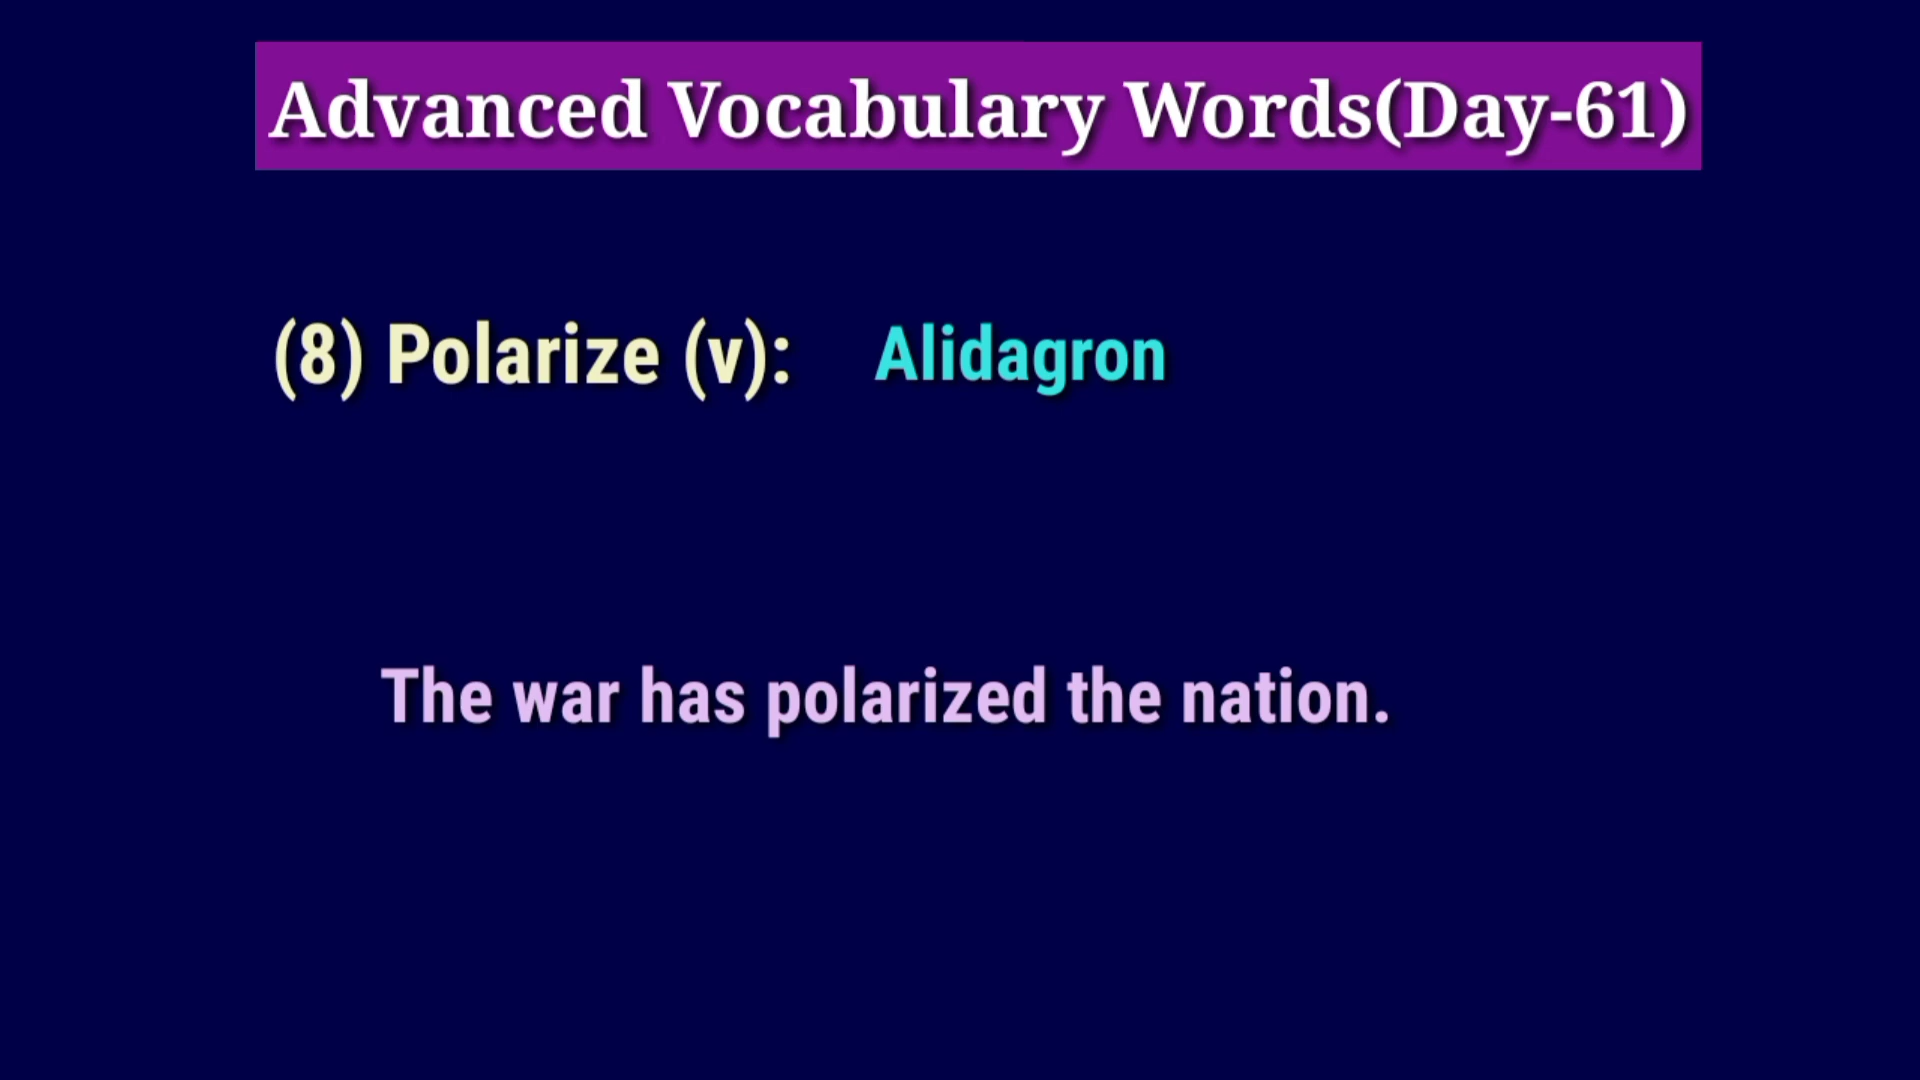 Advanced Vocabulary Words(Day-61)
(8) Polarize (v): Alidagron
The war has polarized the nation.